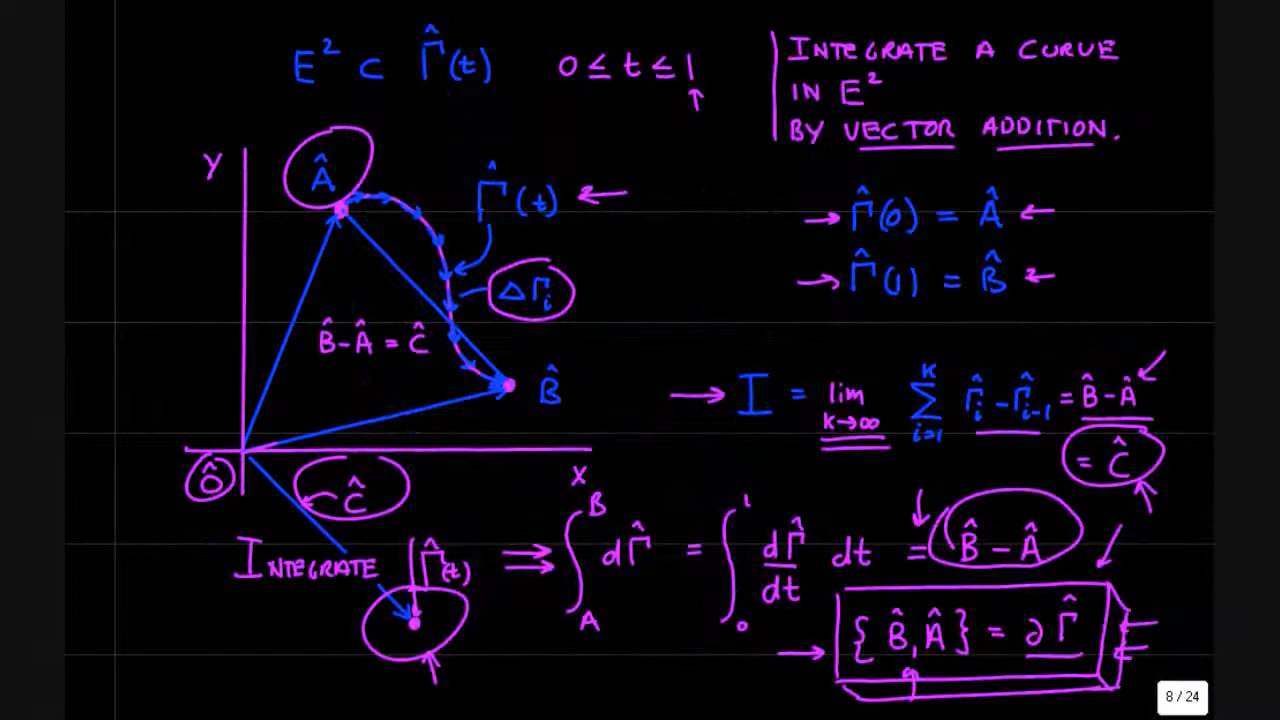 E² ⊂ Γ̂(t) 0 ≤ t ≤ 1
INTEGRATE A CURVE
IN E²
BY VECTOR ADDITION.
Y
Â
Γ̂(t)
ΔΓ̂ᵢ
B̂-Â = Ĉ
B̂
Ô
Ĉ
X
→ Γ̂(0) = Â ←
→ Γ̂(1) = B̂ ←
→ I = lim k→∞ Σ i=1 K Γ̂ᵢ - Γ̂ᵢ₋₁ = B̂-Â
= Ĉ
INTEGRATE Γ̂(t) ⇒ ∫_A^B dΓ̂ = ∫_0^1 dΓ̂/dt dt = B̂ - Â
→ { B̂, Â } = ∂ Γ̂
8 / 24